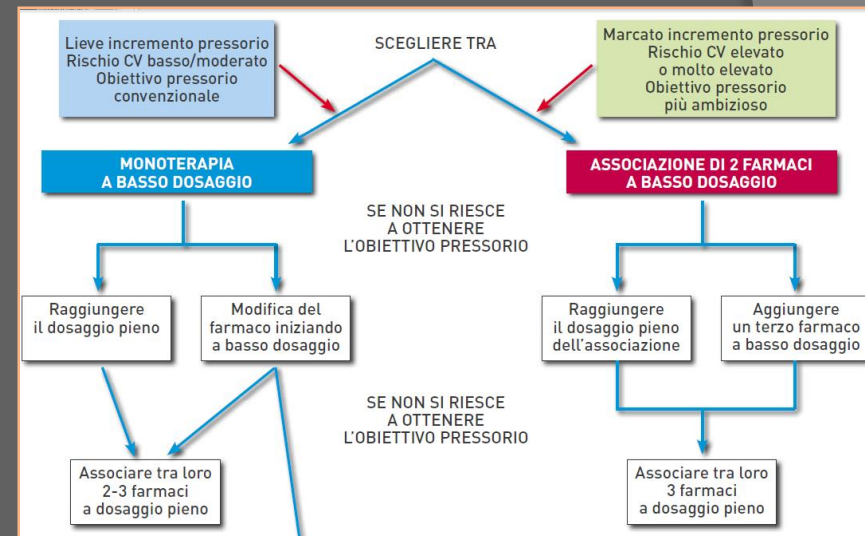 Lieve incremento pressorio
Rischio CV basso/moderato
Obiettivo pressorio
convenzionale
SCEGLIERE TRA
Marcato incremento pressorio
Rischio CV elevato
o molto elevato
Obiettivo pressorio
più ambizioso
MONOTERAPIA
A BASSO DOSAGGIO
ASSOCIAZIONE DI 2 FARMACI
A BASSO DOSAGGIO
SE NON SI RIESCE
A OTTENERE
L'OBIETTIVO PRESSORIO
Raggiungere
il dosaggio pieno
Modifica del
farmaco iniziando
a basso dosaggio
Raggiungere
il dosaggio pieno
dell'associazione
Aggiungere
un terzo farmaco
a basso dosaggio
SE NON SI RIESCE
A OTTENERE
L'OBIETTIVO PRESSORIO
Associare tra loro
2-3 farmaci
a dosaggio pieno
Associare tra loro
3 farmaci
a dosaggio pieno